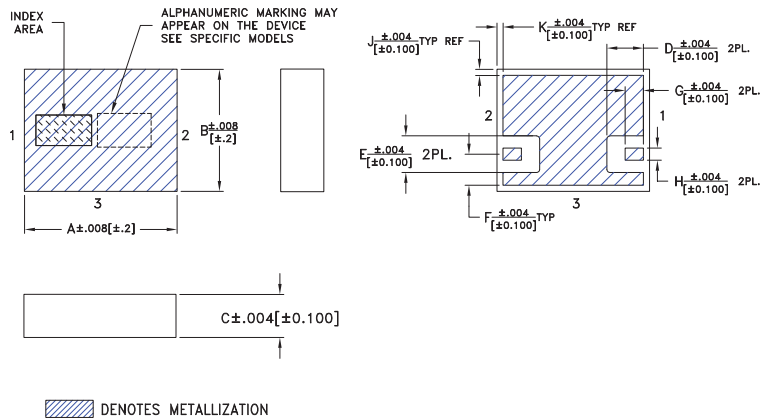 INDEX
AREA
ALPHANUMERIC MARKING MAY
APPEAR ON THE DEVICE
SEE SPECIFIC MODELS
1
2
B±.008
[±.2]
3
A±.008[±.2]
J±.004
[±0.100] TYP REF
K±.004
[±0.100] TYP REF
D±.004
[±0.100] 2PL.
G±.004
[±0.100] 2PL.
2
1
E±.004
[±0.100] 2PL.
H±.004
[±0.100] 2PL.
F±.004
[±0.100] TYP
3
C±.004[±0.100]
DENOTES METALLIZATION